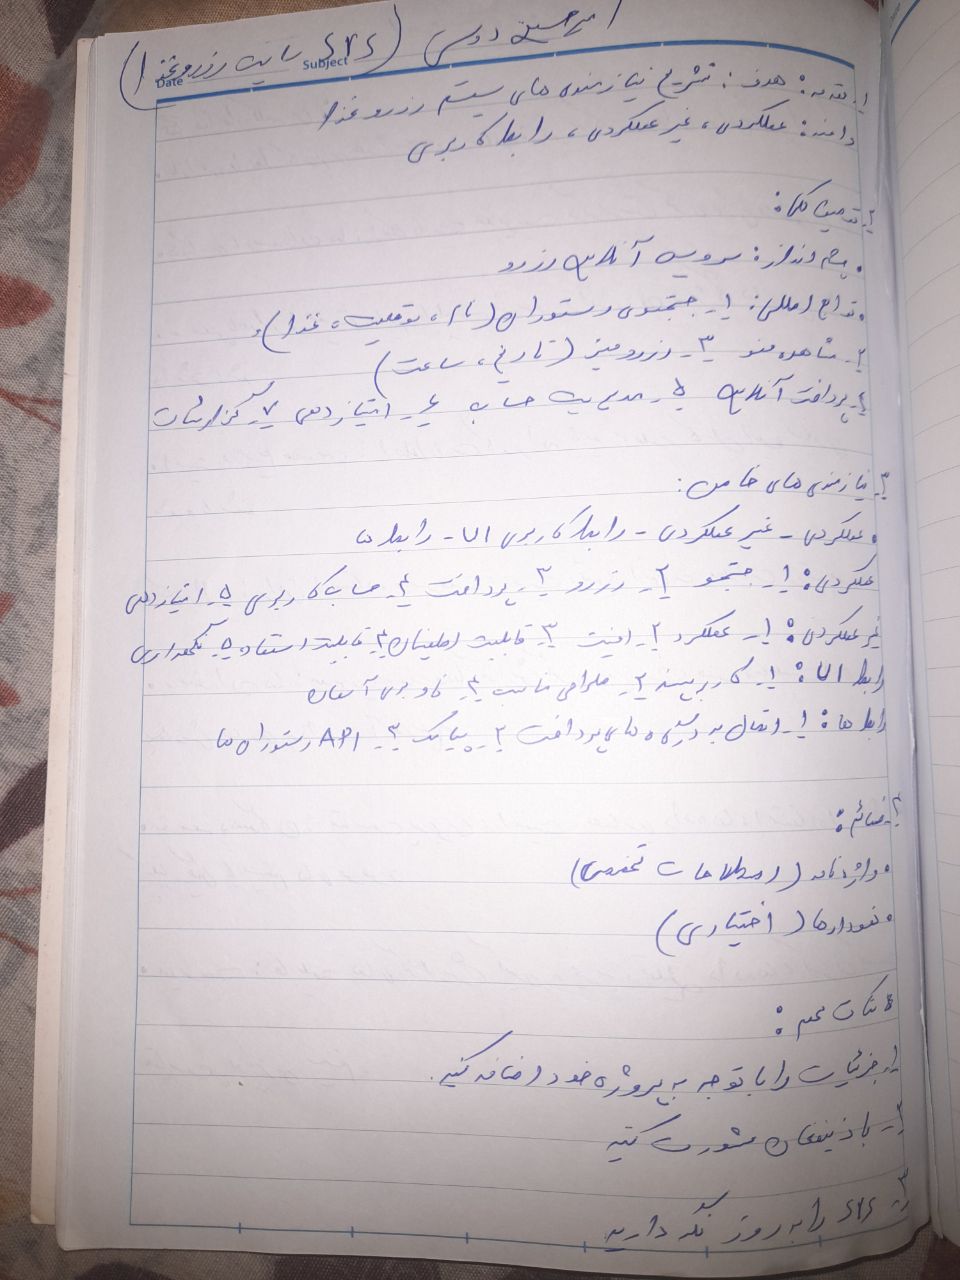 امیرحسین دوستی (SRS سایت رزرو غذا)
Subject
Date
۱. مقدمه: هدف: تشریح نیازمندی های سیستم رزرو غذا
دامنه: عملکردی، غیر عملکردی، رابط کاربری
۲. توصیف کلی:
• چشم انداز: سرویس آنلاین رزرو
• توابع اصلی: ۱- جستجوی رستوران (نام، موقعیت، غذا)،
۲- مشاهده منو ۳- رزرو میز (تاریخ، ساعت)
۴- پرداخت آنلاین ۵- مدیریت حساب ۶- امتیاز دهی ۷- گزارشات
۳. نیازمندی های خاص:
• عملکردی - غیر عملکردی - رابط کاربری UI - رابط ها
عملکردی: ۱- جستجو ۲- رزرو ۳- پرداخت ۴- حساب کاربری ۵- امتیاز دهی
غیر عملکردی: ۱- عملکرد ۲- امنیت ۳- قابلیت اطمینان ۴- قابلیت استفاده ۵- نگهداری
رابط UI: ۱- کاربر پسند ۲- طراحی مناسب ۳- ناوبری آسان
رابط ها: ۱- اتصال به درگاه های پرداخت ۲- پیامک ۳- API رستوران ها
۴- ضمائم:
• واژه نامه (اصطلاحات تخصصی)
• نمودارها (اختیاری)
۵ نکات مهم:
۱- جزئیات را با توجه به پروژه خود اضافه کنید.
۲- با ذینفعان مشورت کنید
۳- SRS را به روز نگه دارید